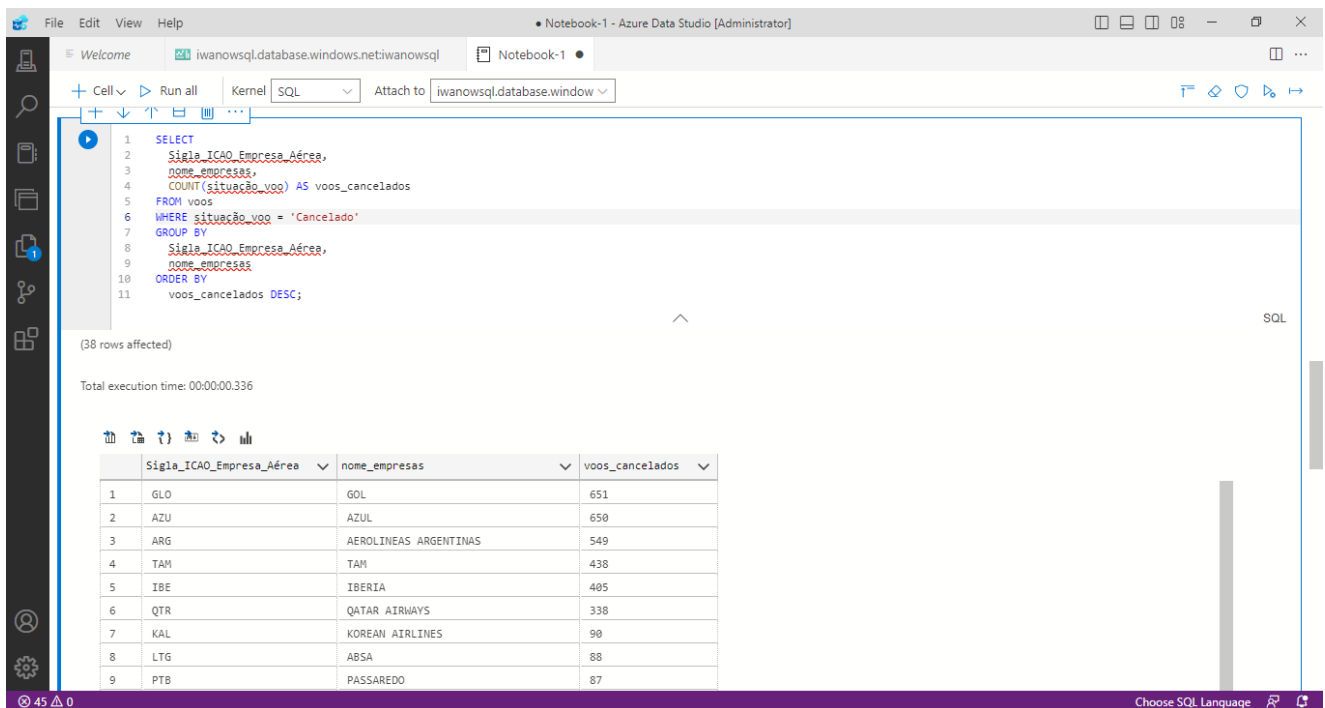 File Edit View Help
● Notebook-1 - Azure Data Studio [Administrator]
Welcome
iwanowsql.database.windows.net:iwanowsql
Notebook-1 ●
+ Cell Run all
Kernel SQL
Attach to iwanowsql.database.window
1 SELECT
2 Sigla_ICAO_Empresa_Aérea,
3 nome_empresas,
4 COUNT(situação_voo) AS voos_cancelados
5 FROM voos
6 WHERE situação_voo = 'Cancelado'
7 GROUP BY
8 Sigla_ICAO_Empresa_Aérea,
9 nome_empresas
10 ORDER BY
11 voos_cancelados DESC;
SQL
1
(38 rows affected)
Total execution time: 00:00:00.336
Sigla_ICAO_Empresa_Aérea nome_empresas voos_cancelados
1 GLO GOL 651
2 AZU AZUL 650
3 ARG AEROLINEAS ARGENTINAS 549
4 TAM TAM 438
5 IBE IBERIA 405
6 QTR QATAR AIRWAYS 338
7 KAL KOREAN AIRLINES 90
8 LTG ABSA 88
9 PTB PASSAREDO 87
45 0
Choose SQL Language